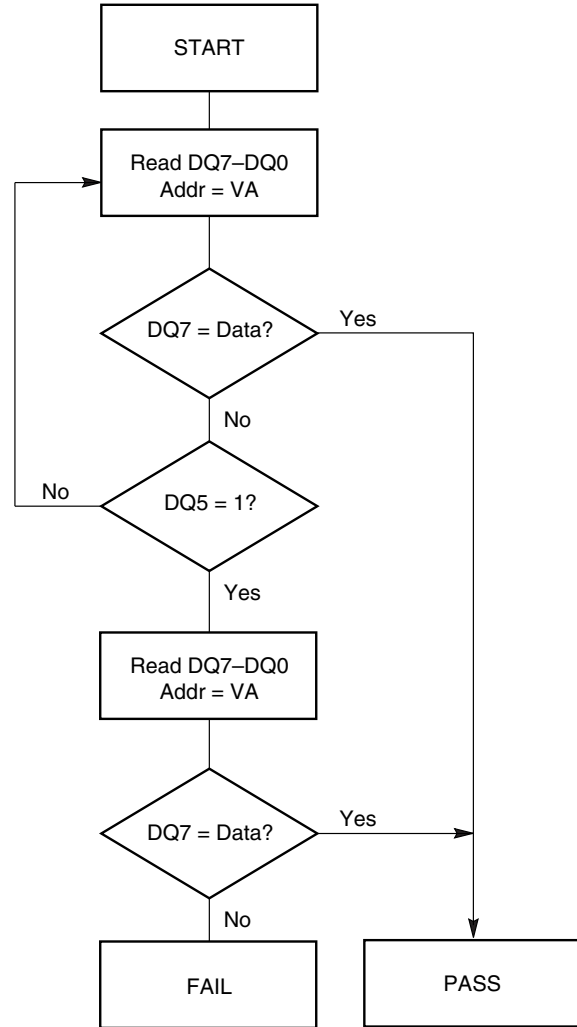 START
Read DQ7–DQ0
Addr = VA
DQ7 = Data?
Yes
No
No
DQ5 = 1?
Yes
Read DQ7–DQ0
Addr = VA
DQ7 = Data?
Yes
No
FAIL
PASS